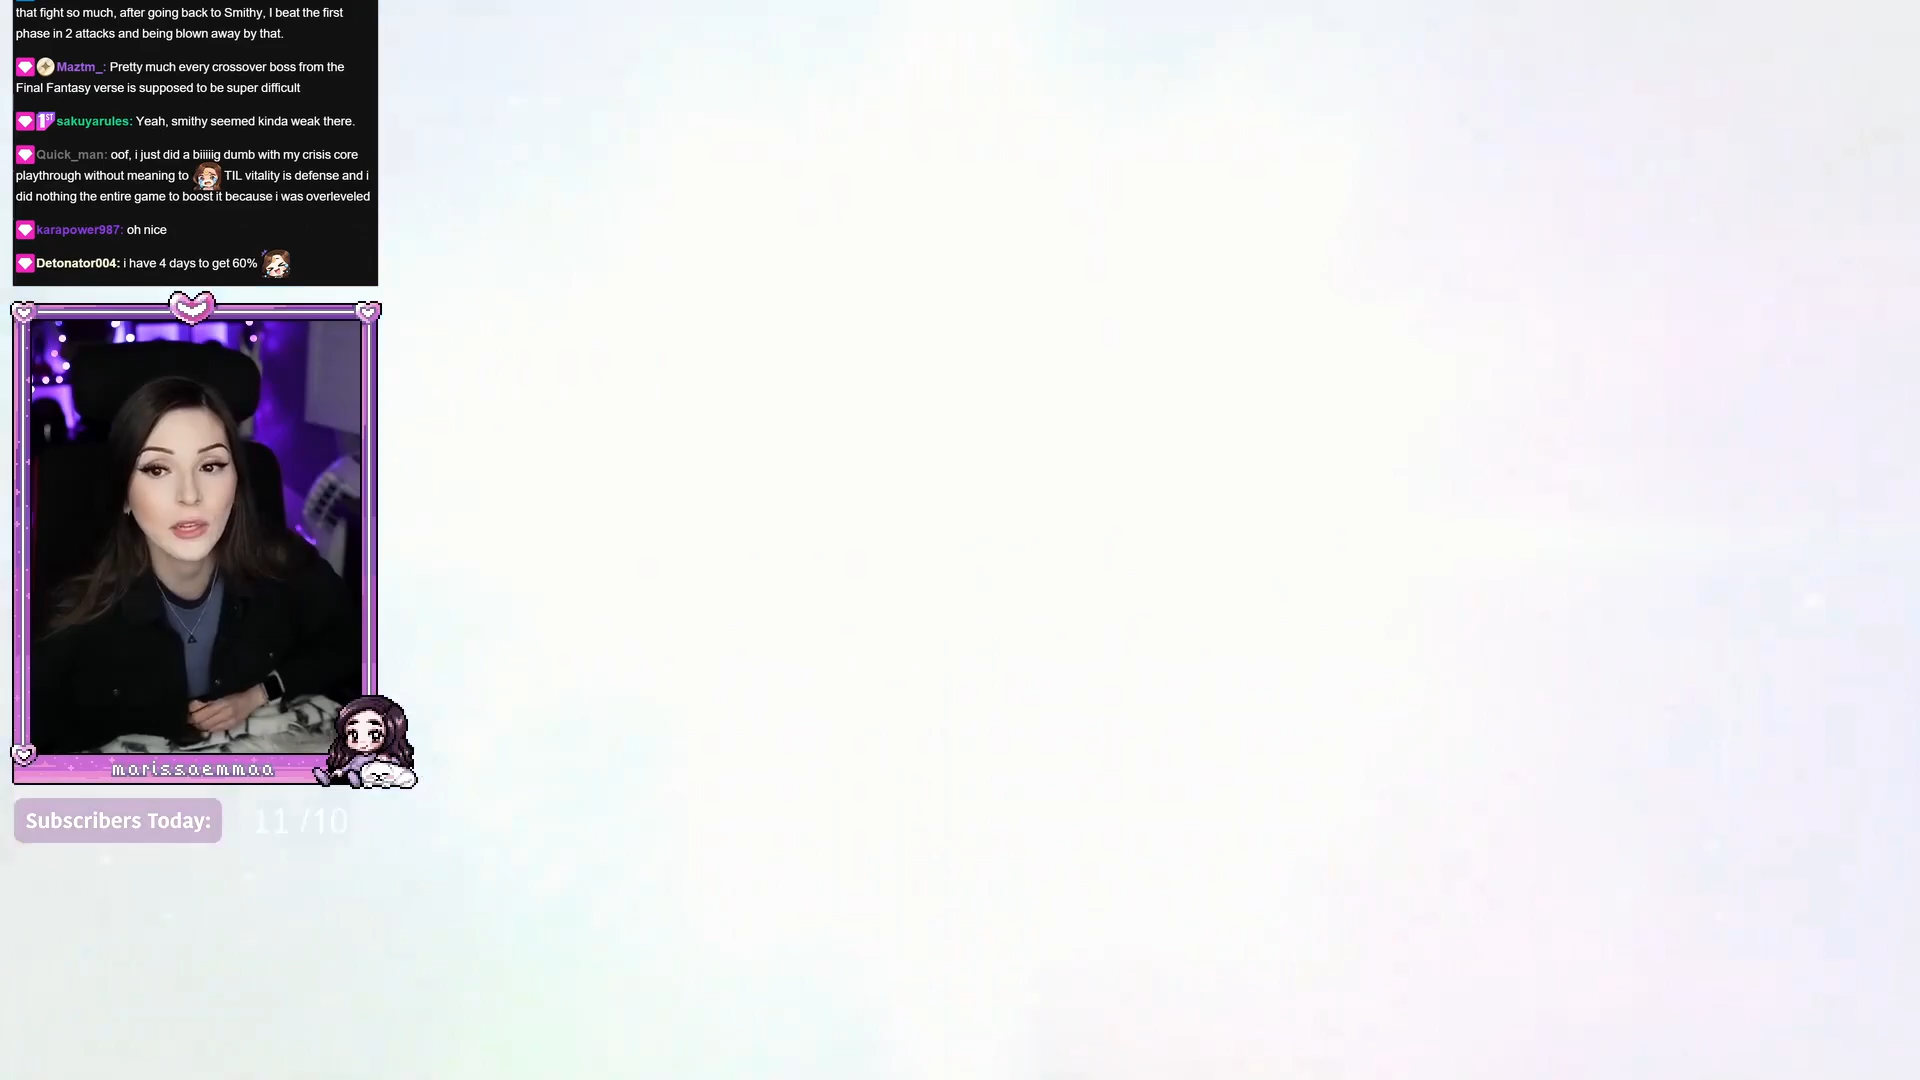 that fight so much, after going back to Smithy, I beat the first
phase in 2 attacks and being blown away by that.
Maztm_: Pretty much every crossover boss from the
Final Fantasy verse is supposed to be super difficult
1ST sakuyarules: Yeah, smithy seemed kinda weak there.
Quick_man: oof, i just did a biiiiig dumb with my crisis core
playthrough without meaning to TIL vitality is defense and i
did nothing the entire game to boost it because i was overleveled
karapower987: oh nice
Detonator004: i have 4 days to get 60%
marissaemmaa
Subscribers Today: 11 /10